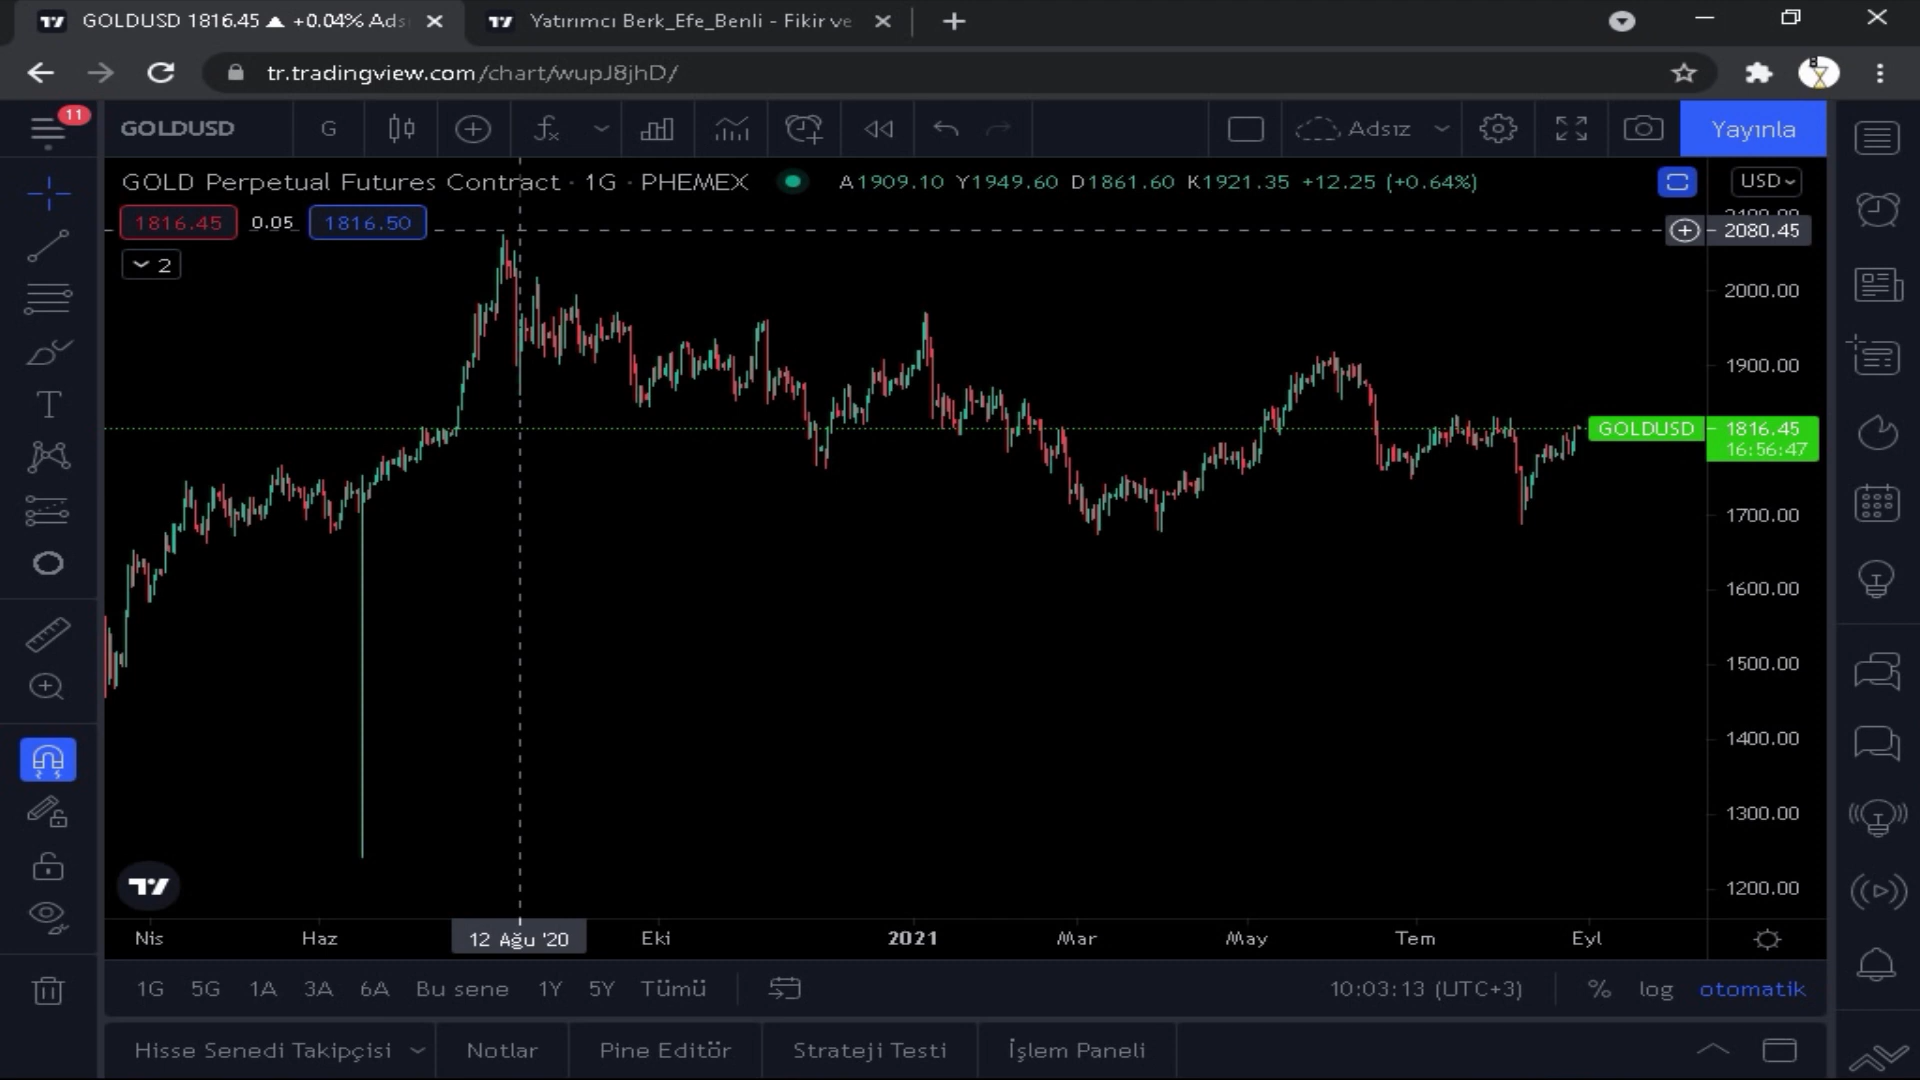 GOLDUSD 1816.45 ▲ +0.04% Ads
Yatırımcı Berk_Efe_Benli - Fikir ve
tr.tradingview.com/chart/wupJ8jhD/
11
GOLDUSD
G
Adsız
Yayınla
GOLD Perpetual Futures Contract · 1G · PHEMEX
A1909.10 Y1949.60 D1861.60 K1921.35 +12.25 (+0.64%)
USD
1816.45
0.05
1816.50
2100.00
2080.45
2
2000.00
1900.00
GOLDUSD
1816.45
16:56:47
1700.00
1600.00
1500.00
1400.00
1300.00
1200.00
Nis
Haz
12 Ağu '20
Eki
2021
Mar
May
Tem
Eyl
1G 5G 1A 3A 6A Bu sene 1Y 5Y Tümü
10:03:13 (UTC+3)
%
log
otomatik
Hisse Senedi Takipçisi
Notlar
Pine Editör
Strateji Testi
İşlem Paneli